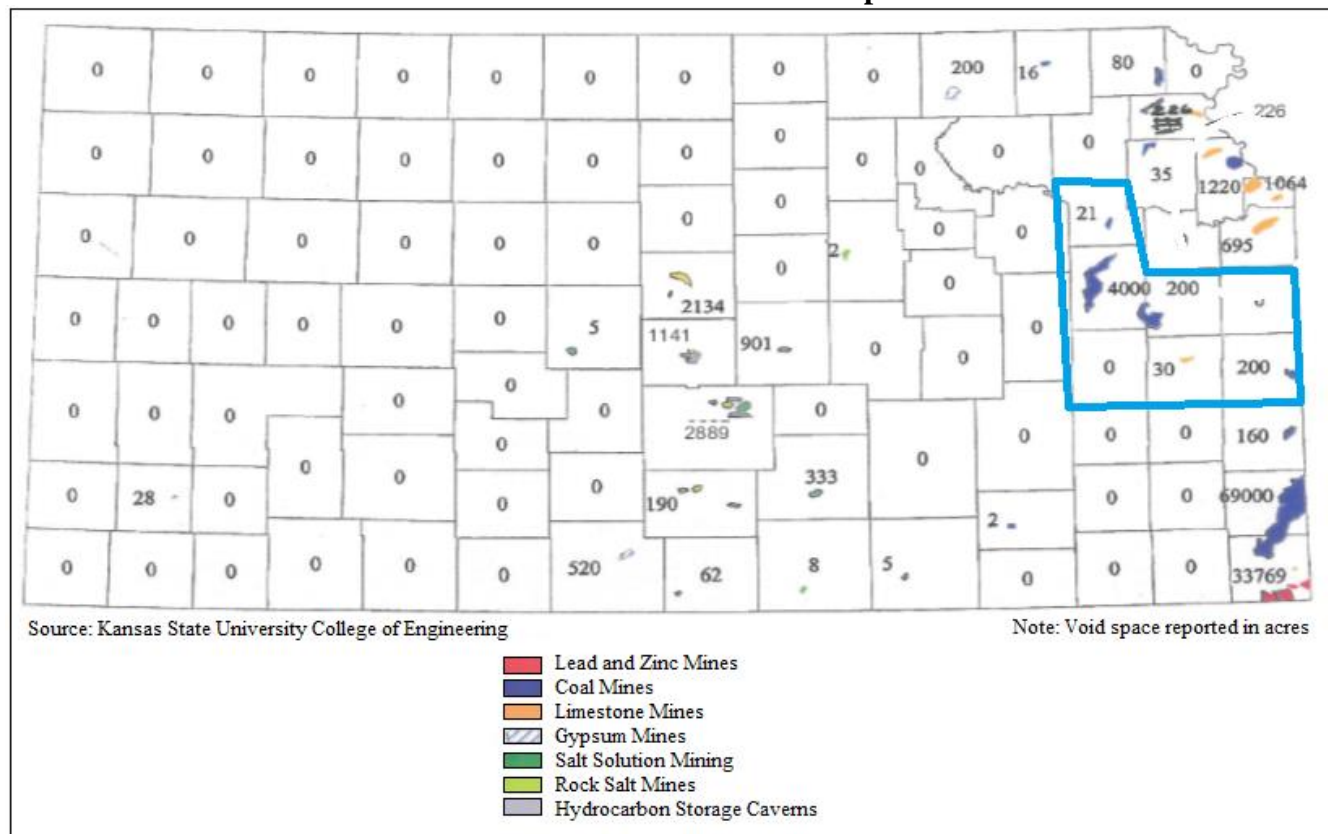 0 0 0 0 0 0 0 0 0 200 16 80 0
226
0 0 0 0 0 0 0 0 0 0 0 35 1220 1064
0 0 0 0 0 0 2 0 0 21 695
0 0 0 0 0 0 5 2134 0 0 0 4000 200
1141 901 0 0 0 30 200
0 0 0 0 0 0 0 2889 0 0 0 0 0 160
0 28 0 0 0 0 0 190 333 0 0 69000
2
0 0 0 0 0 0 520 62 8 5 0 0 0 33769
Source: Kansas State University College of Engineering
Note: Void space reported in acres
Lead and Zinc Mines
Coal Mines
Limestone Mines
Gypsum Mines
Salt Solution Mining
Rock Salt Mines
Hydrocarbon Storage Caverns